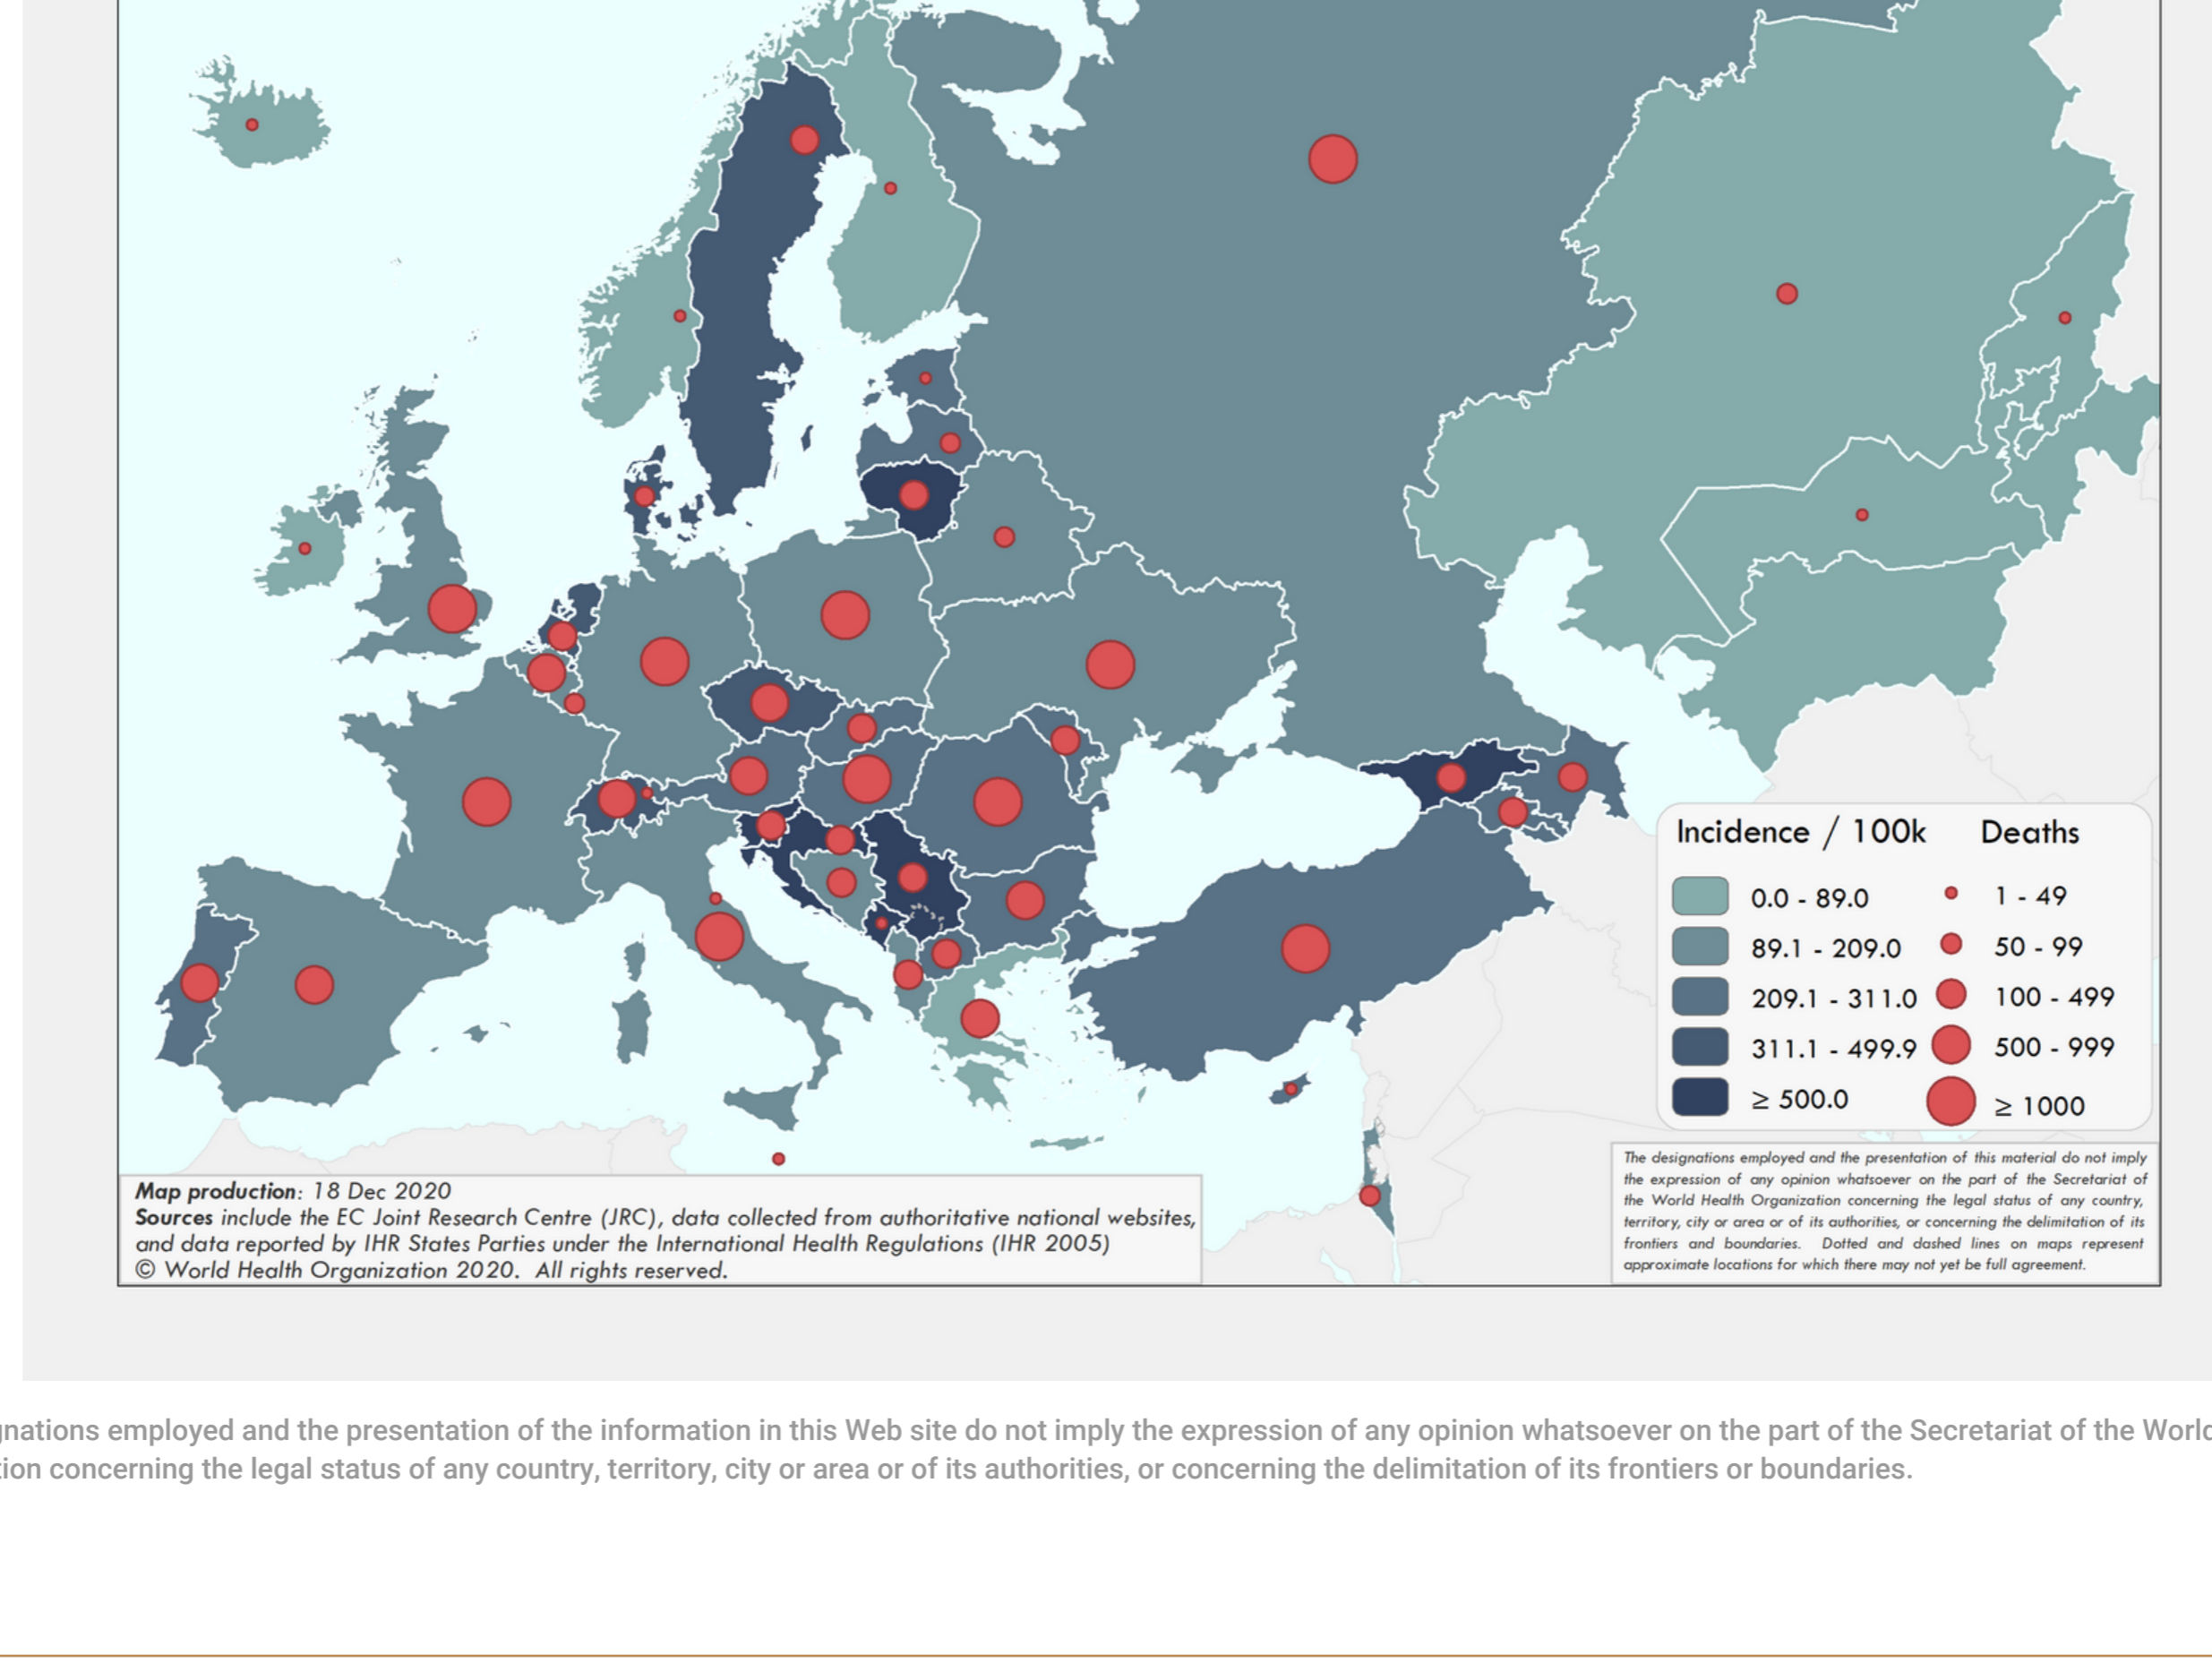 Incidence / 100k Deaths
0.0 - 89.0 1 - 49
89.1 - 209.0 50 - 99
209.1 - 311.0 100 - 499
311.1 - 499.9 500 - 999
≥ 500.0 ≥ 1000
Map production: 18 Dec 2020
Sources include the EC Joint Research Centre (JRC), data collected from authoritative national websites,
and data reported by IHR States Parties under the International Health Regulations (IHR 2005)
© World Health Organization 2020. All rights reserved.
The designations employed and the presentation of this material do not imply
the expression of any opinion whatsoever on the part of the Secretariat of
the World Health Organization concerning the legal status of any country,
territory, city or area or of its authorities, or concerning the delimitation of its
frontiers and boundaries. Dotted and dashed lines on maps represent
approximate locations for which there may not yet be full agreement.
gnations employed and the presentation of the information in this Web site do not imply the expression of any opinion whatsoever on the part of the Secretariat of the World
tion concerning the legal status of any country, territory, city or area or of its authorities, or concerning the delimitation of its frontiers or boundaries.